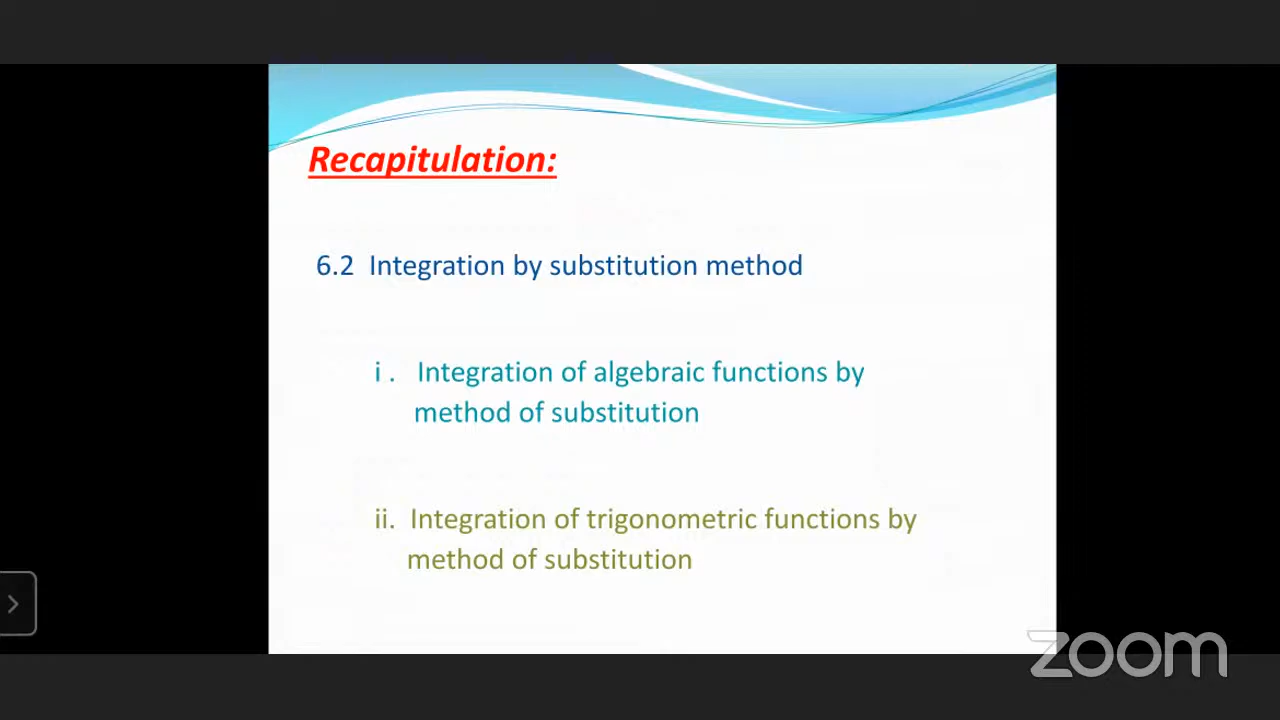 Recapitulation:
6.2 Integration by substitution method
i . Integration of algebraic functions by
method of substitution
ii. Integration of trigonometric functions by
method of substitution
zoom